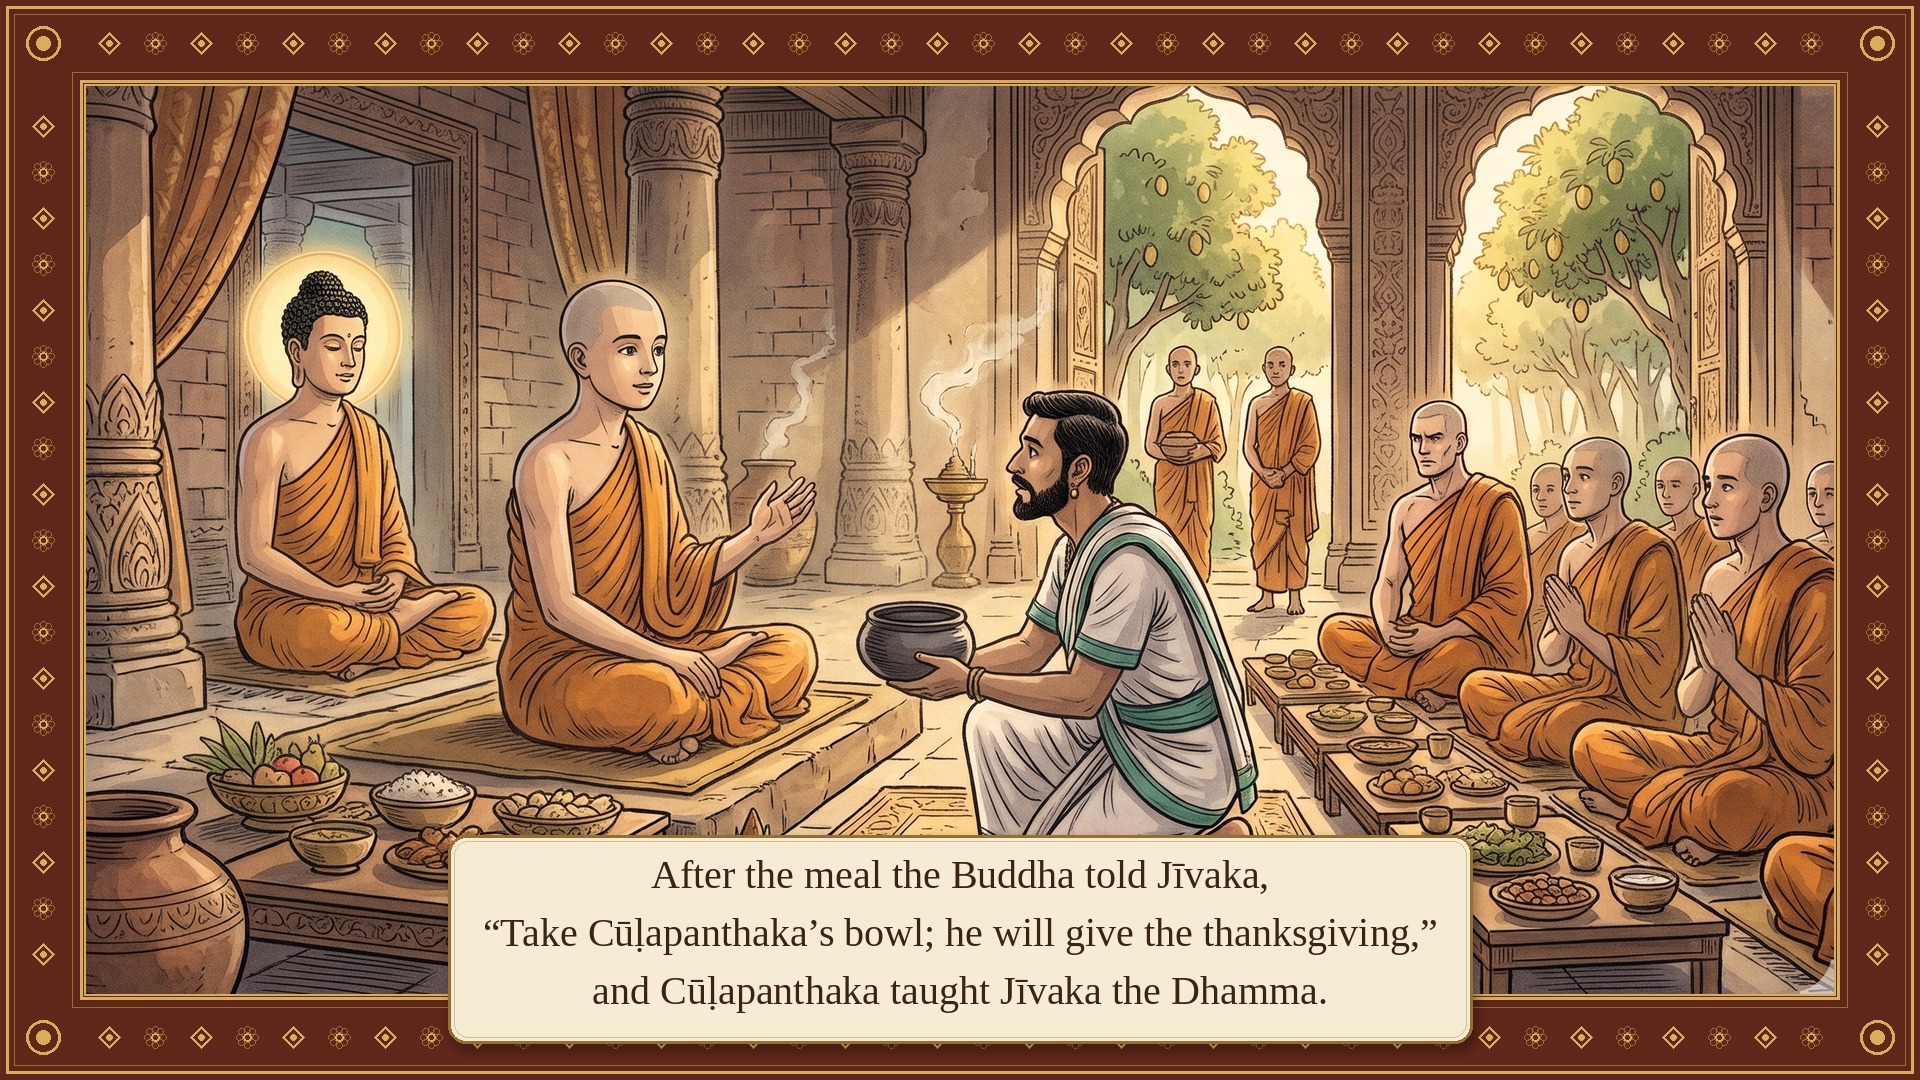 After the meal the Buddha told Jīvaka,
“Take Cūḷapanthaka’s bowl; he will give the thanksgiving,”
and Cūḷapanthaka taught Jīvaka the Dhamma.